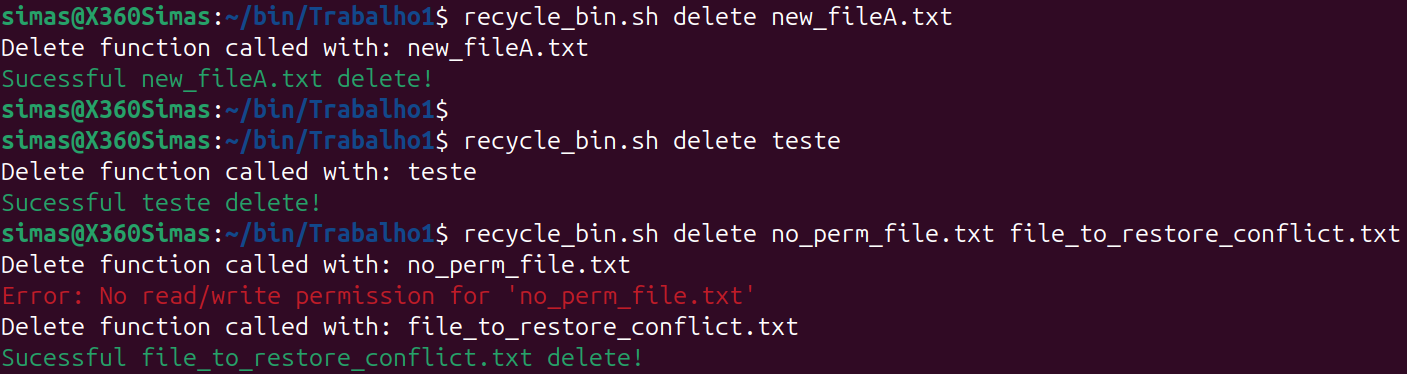 simas@X360Simas:~/bin/Trabalho1$ recycle_bin.sh delete new_fileA.txt
Delete function called with: new_fileA.txt
Sucessful new_fileA.txt delete!
simas@X360Simas:~/bin/Trabalho1$
simas@X360Simas:~/bin/Trabalho1$ recycle_bin.sh delete teste
Delete function called with: teste
Sucessful teste delete!
simas@X360Simas:~/bin/Trabalho1$ recycle_bin.sh delete no_perm_file.txt file_to_restore_conflict.txt
Delete function called with: no_perm_file.txt
Error: No read/write permission for 'no_perm_file.txt'
Delete function called with: file_to_restore_conflict.txt
Sucessful file_to_restore_conflict.txt delete!